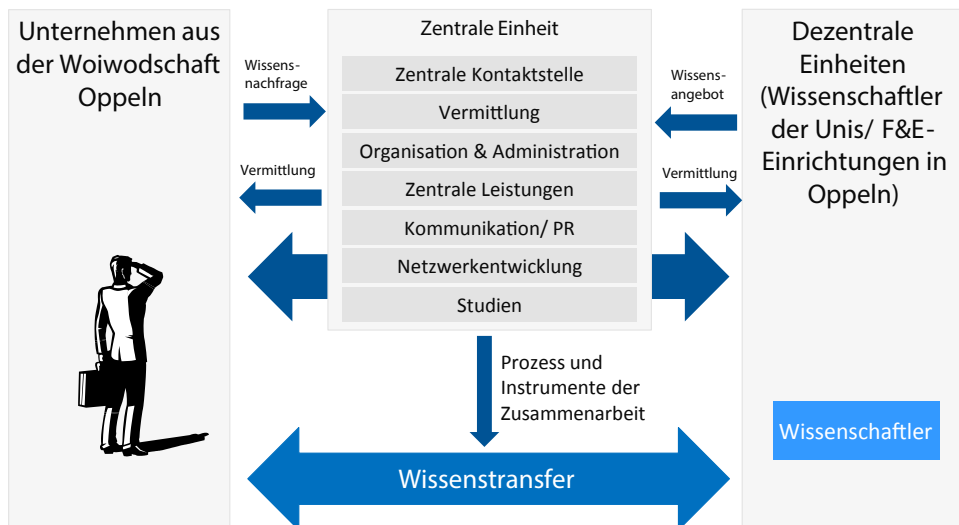 Unternehmen aus
der Woiwodschaft
Oppeln
Wissens-
nachfrage
Vermittlung
Zentrale Einheit
Zentrale Kontaktstelle
Vermittlung
Organisation & Administration
Zentrale Leistungen
Kommunikation/ PR
Netzwerkentwicklung
Studien
Wissens-
angebot
Vermittlung
Dezentrale
Einheiten
(Wissenschaftler
der Unis/ F&E-
Einrichtungen in
Oppeln)
Prozess und
Instrumente der
Zusammenarbeit
Wissenschaftler
Wissenstransfer